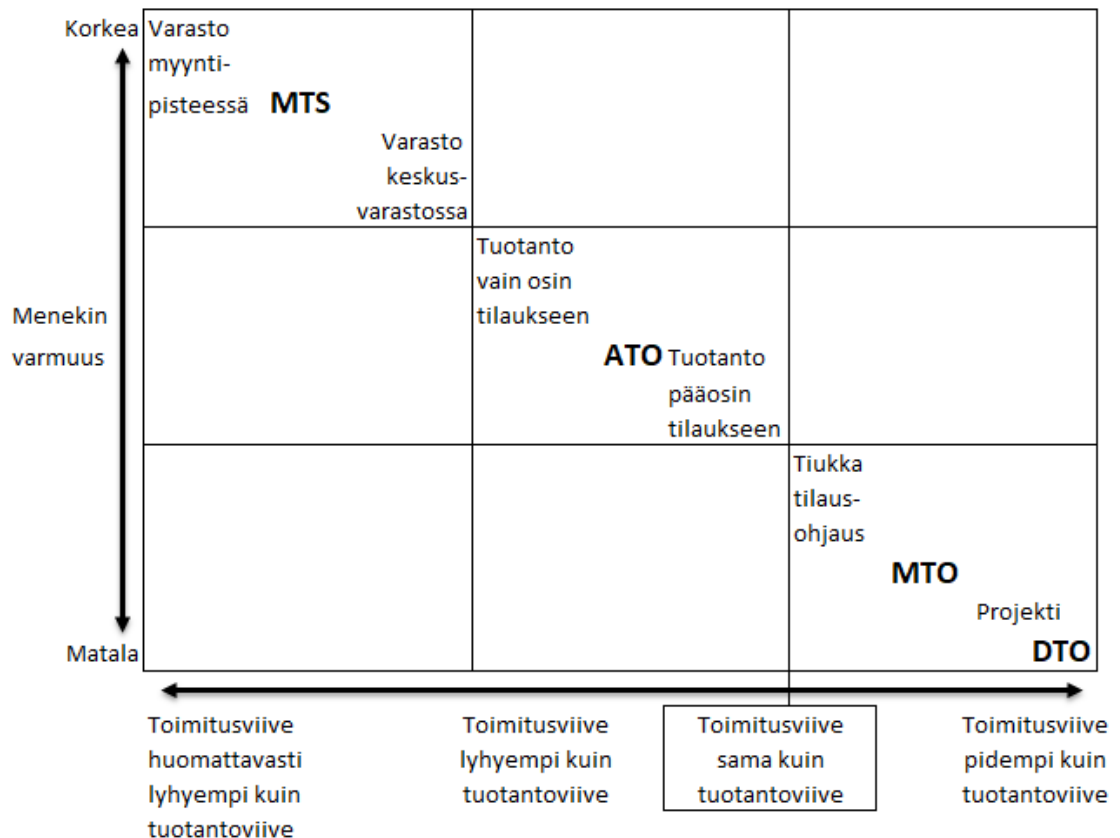 Korkea
Varasto
myynti-
pisteessä MTS
Varasto
keskus-
varastossa
Tuotanto
vain osin
tilaukseen
Menekin
varmuus
ATO Tuotanto
pääosin
tilaukseen
Tiukka
tilaus-
ohjaus
MTO
Projekti
DTO
Matala
Toimitusviive
huomattavasti
lyhyempi kuin
tuotantoviive
Toimitusviive
lyhyempi kuin
tuotantoviive
Toimitusviive
sama kuin
tuotantoviive
Toimitusviive
pidempi kuin
tuotantoviive